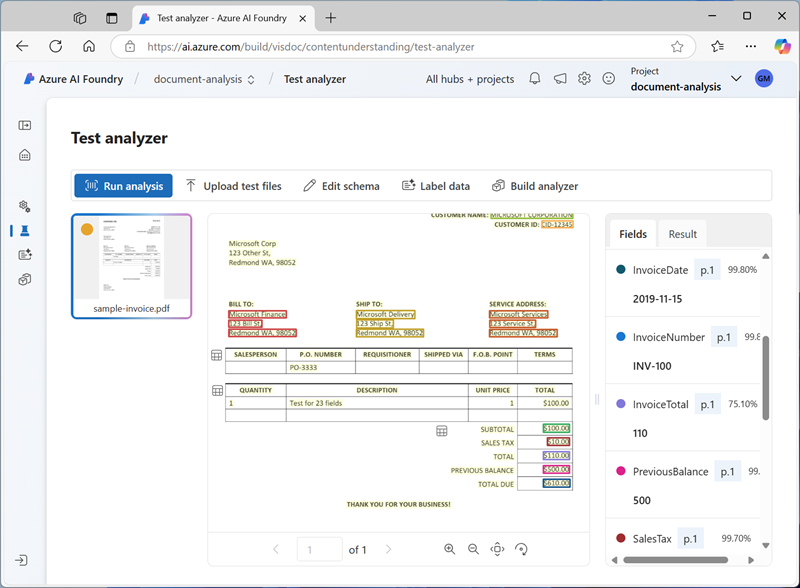 Test analyzer - Azure AI Foundry
https://ai.azure.com/build/visdoc/contentunderstanding/test-analyzer
Azure AI Foundry / document-analysis / Test analyzer
All hubs + projects
Project
document-analysis
GM
Test analyzer
Run analysis
Upload test files
Edit schema
Label data
Build analyzer
sample-invoice.pdf
CUSTOMER NAME: MICROSOFT CORPORATION
CUSTOMER ID: CID-12345
Microsoft Corp
123 Other St,
Redmond WA, 98052
BILL TO:
Microsoft Finance
123 Bill St,
Redmond WA, 98052
SHIP TO:
Microsoft Delivery
123 Ship St,
Redmond WA, 98052
SERVICE ADDRESS:
Microsoft Services
123 Service St,
Redmond WA, 98052
SALESPERSON P.O. NUMBER REQUISITIONER SHIPPED VIA F.O.B. POINT TERMS
PO-3333
QUANTITY DESCRIPTION UNIT PRICE TOTAL
1 Test for 23 fields 1 $100.00
SUBTOTAL $100.00
SALES TAX $10.00
TOTAL $110.00
PREVIOUS BALANCE $500.00
TOTAL DUE $610.00
THANK YOU FOR YOUR BUSINESS!
1 of 1
Fields
Result
InvoiceDate p.1 99.80%
2019-11-15
InvoiceNumber p.1 99.8
INV-100
InvoiceTotal p.1 75.10%
110
PreviousBalance p.1 99.
500
SalesTax p.1 99.70%